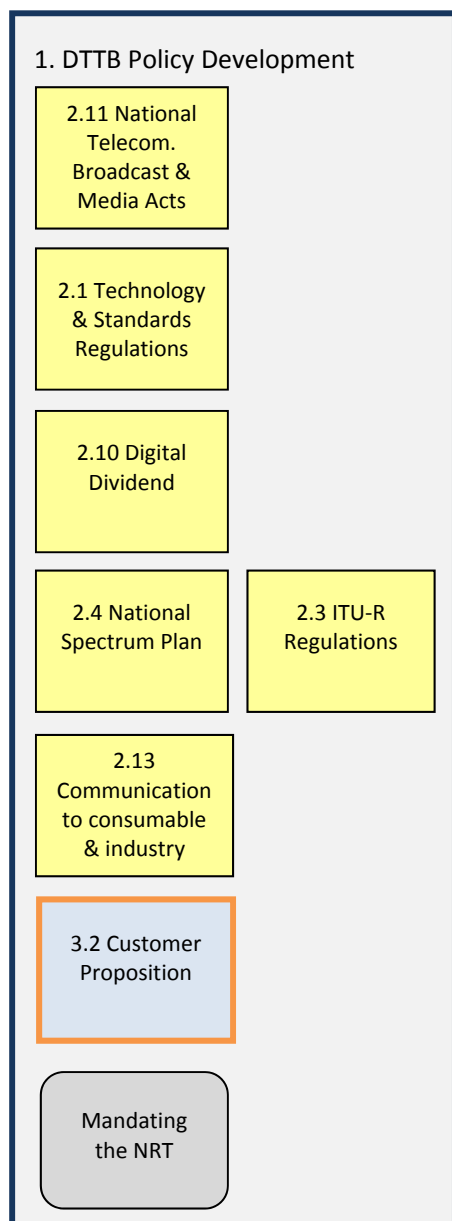 1. DTTB Policy Development
2.11 National
Telecom.
Broadcast &
Media Acts
2.1 Technology
& Standards
Regulations
2.10 Digital
Dividend
2.4 National
Spectrum Plan
2.3 ITU-R
Regulations
2.13
Communication
to consumable
& industry
3.2 Customer
Proposition
Mandating
the NRT